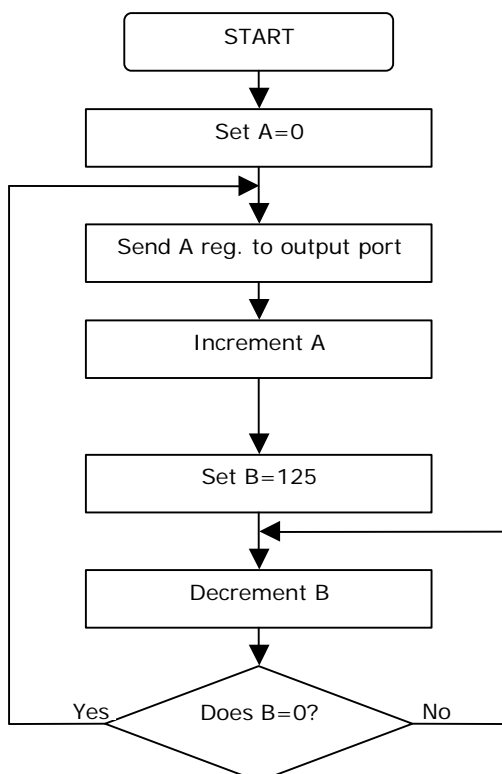 START
Set A=0
Send A reg. to output port
Increment A
Set B=125
Decrement B
Does B=0?
Yes
No